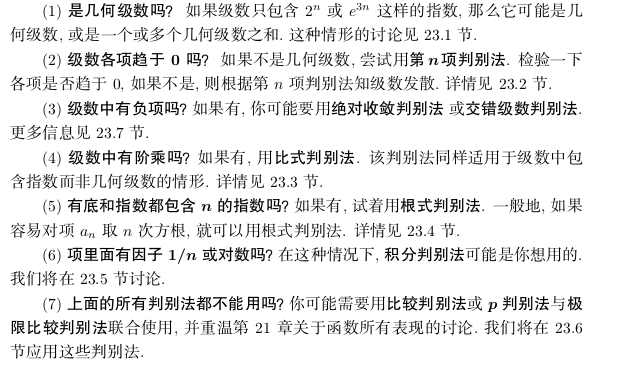 (1) 是几何级数吗? 如果级数只包含 2ⁿ 或 e³ⁿ 这样的指数, 那么它可能是几
何级数, 或是一个或多个几何级数之和. 这种情形的讨论见 23.1 节.
(2) 级数各项趋于 0 吗? 如果不是几何级数, 尝试用第 n 项判别法. 检验一下
各项是否趋于 0, 如果不是, 则根据第 n 项判别法知级数发散. 详情见 23.2 节.
(3) 级数中有负项吗? 如果有, 你可能要用绝对收敛判别法 或交错级数判别法.
更多信息见 23.7 节.
(4) 级数中有阶乘吗? 如果有, 用比式判别法. 该判别法同样适用于级数中包
含指数而非几何级数的情形. 详情见 23.3 节.
(5) 有底和指数都包含 n 的指数吗? 如果有, 试着用根式判别法. 一般地, 如果
容易对项 aₙ 取 n 次方根, 就可以用根式判别法. 详情见 23.4 节.
(6) 项里面有因子 1/n 或对数吗? 在这种情况下, 积分判别法可能是你想用的.
我们将在 23.5 节讨论.
(7) 上面的所有判别法都不能用吗? 你可能需要用比较判别法或 p 判别法与极
限比较判别法联合使用, 并重温第 21 章关于函数所有表现的讨论. 我们将在 23.6
节应用这些判别法.